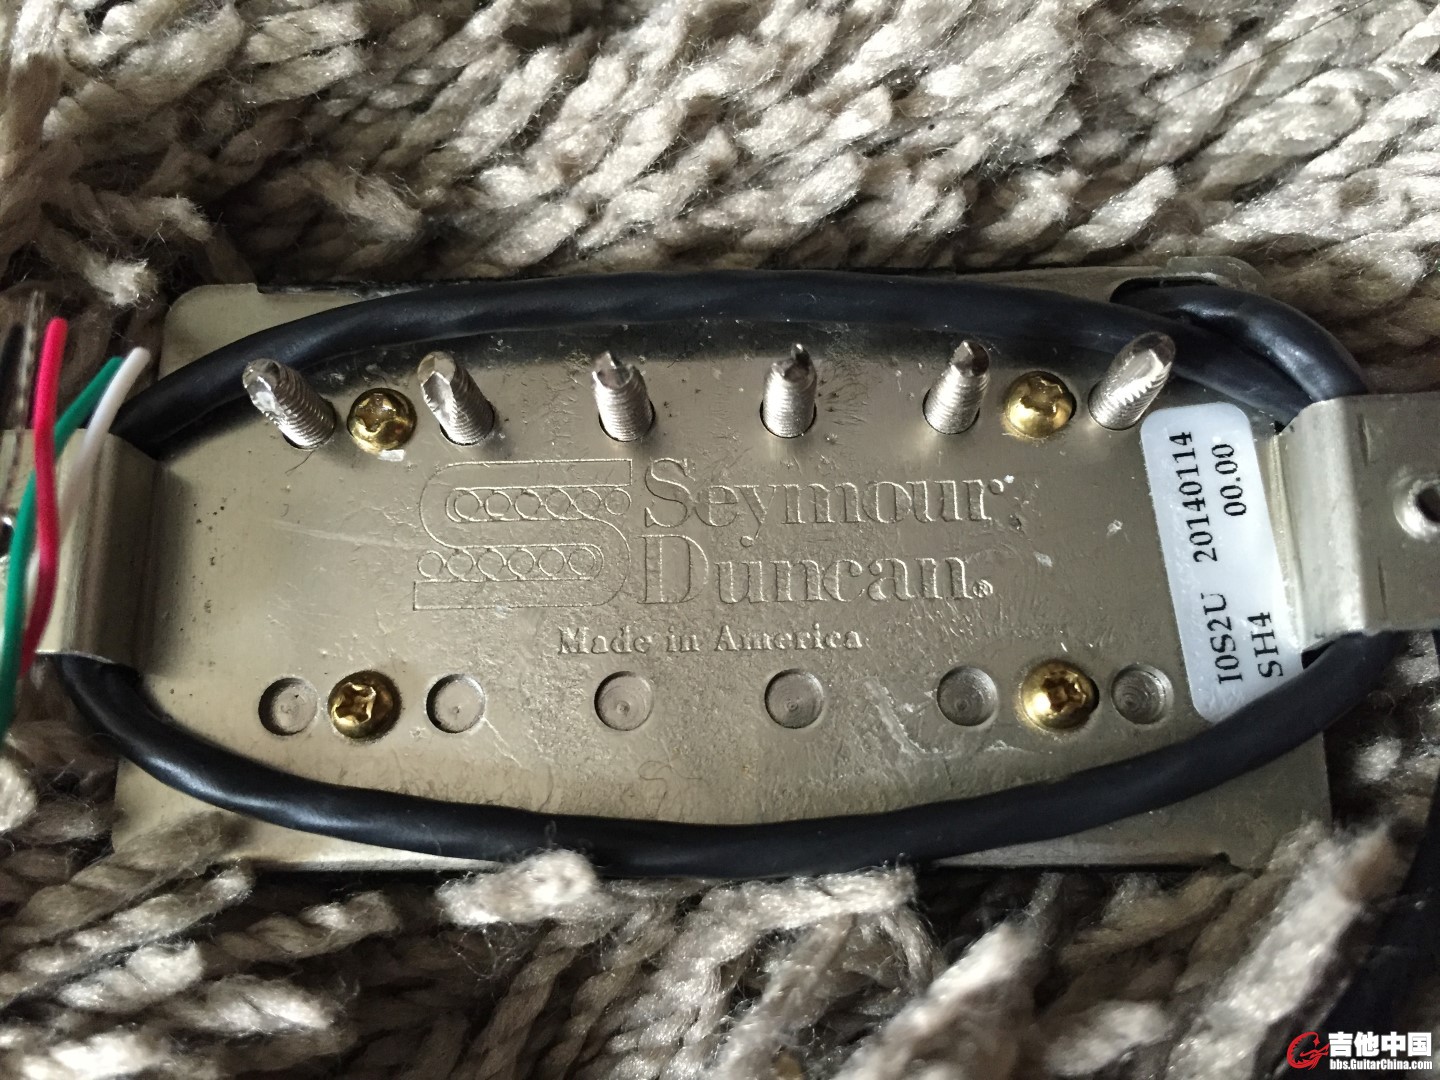 Seymour
Duncan®
Made in America
I0S2U 20140114
SH4 00.00
吉他中国
bbs.GuitarChina.com